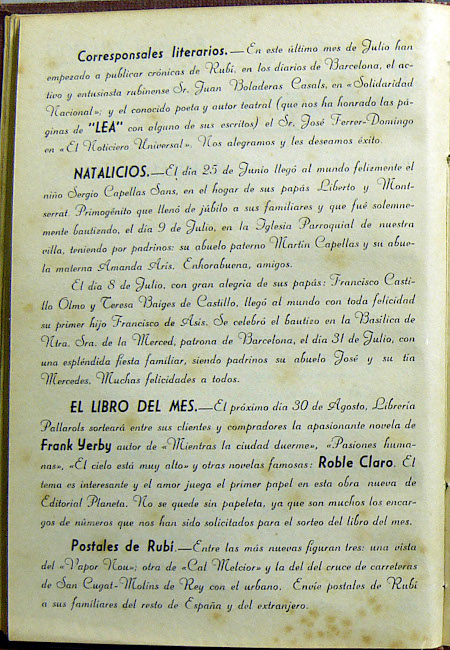 Corresponsales literarios.—En este último mes de Julio han
empezado a publicar crónicas de Rubí, en los diarios de Barcelona, el ac-
tivo y entusiasta rubinense Sr. Juan Boladeras Casals, en «Solidaridad
Nacional»; y el conocido poeta y autor teatral (que nos ha honrado las pá-
ginas de "LEA" con alguno de sus escritos) el Sr. José Ferrer-Domingo
en «El Noticiero Universal». Nos alegramos y les deseamos éxito.
NATALICIOS.—El día 25 de Junio llegó al mundo felizmente el
niño Sergio Capellas Sans, en el hogar de sus papás Liberto y Mont-
serrat Primogénito que llenó de júbilo a sus familiares y que fué solemne-
mente bautizado, el día 9 de Julio, en la Iglesia Parroquial de nuestra
villa, teniendo por padrinos: su abuelo paterno Martín Capellas y su abue-
la materna Amanda Aris. Enhorabuena, amigos.
El día 8 de Julio, con gran alegría de sus papás: Francisco Casti-
llo Olmo y Teresa Baiges de Castillo, llegó al mundo con toda felicidad
su primer hijo Francisco de Asís. Se celebró el bautizo en la Basílica de
Ntra. Sra. de la Merced, patrona de Barcelona, el día 31 de Julio, con
una espléndida fiesta familiar, siendo padrinos su abuelo José y su tía
Mercedes. Muchas felicidades a todos.
EL LIBRO DEL MES.—El próximo día 30 de Agosto, Librería
Pallarols sorteará entre sus clientes y compradores la apasionante novela de
Frank Yerby autor de «Mientras la ciudad duerme», «Pasiones huma-
nas», «El cielo está muy alto» y otras novelas famosas: Roble Claro. El
tema es interesante y el amor juega el primer papel en esta obra nueva de
Editorial Planeta. No se quede sin papeleta, ya que son muchos los encar-
gos de números que nos han sido solicitados para el sorteo del libro del mes.
Postales de Rubí.—Entre las más nuevas figuran tres: una vista
del «Vapor Nou»; otra de «Cal Melcior» y la del del cruce de carreteras
de San Cugat-Molins de Rey con el urbano. Envíe postales de Rubí
a sus familiares del resto de España y del extranjero.